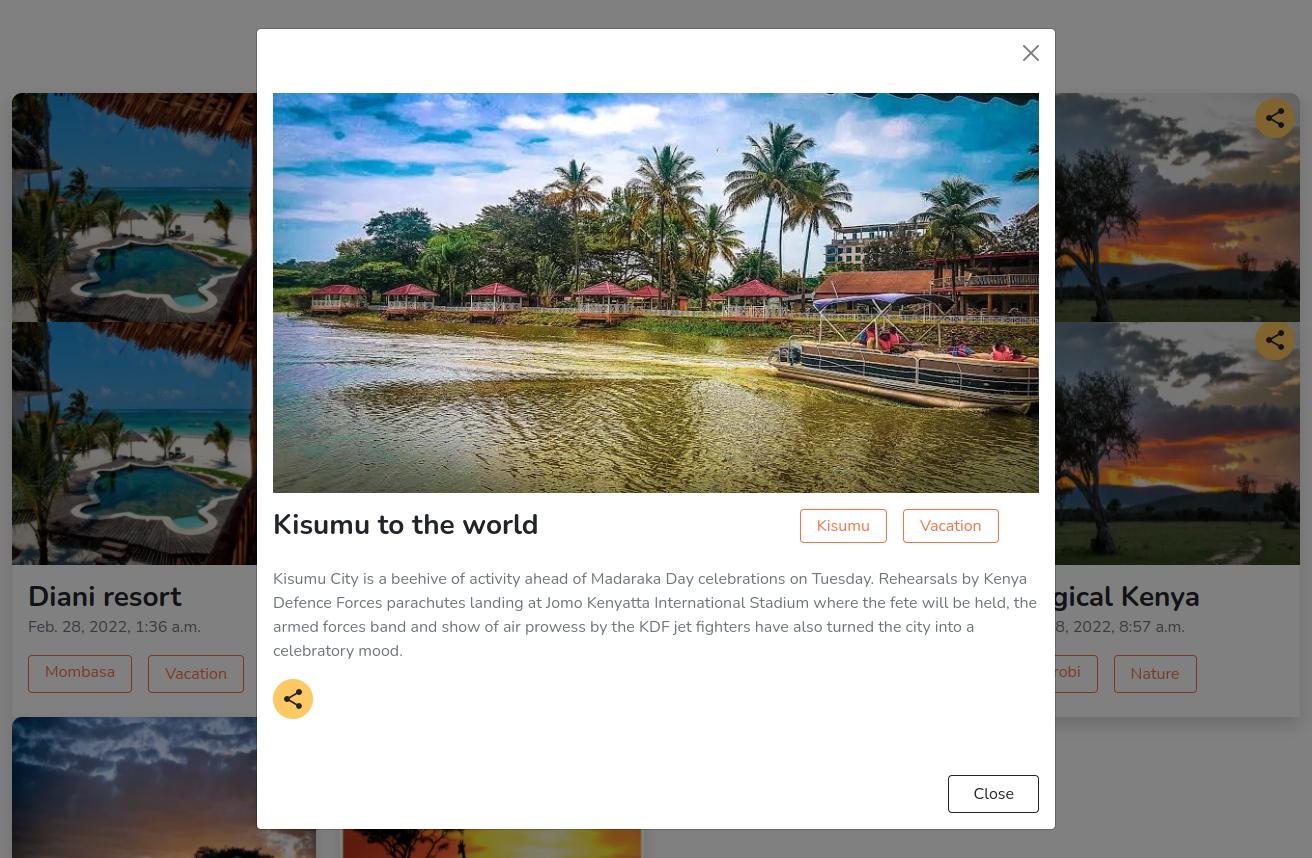 Kisumu to the world
Kisumu
Vacation
Kisumu City is a beehive of activity ahead of Madaraka Day celebrations on Tuesday. Rehearsals by Kenya
Defence Forces parachutes landing at Jomo Kenyatta International Stadium where the fete will be held, the
armed forces band and show of air prowess by the KDF jet fighters have also turned the city into a
celebratory mood.
Close
Diani resort
Feb. 28, 2022, 1:36 a.m.
Mombasa
Vacation
gical Kenya
8, 2022, 8:57 a.m.
robi
Nature